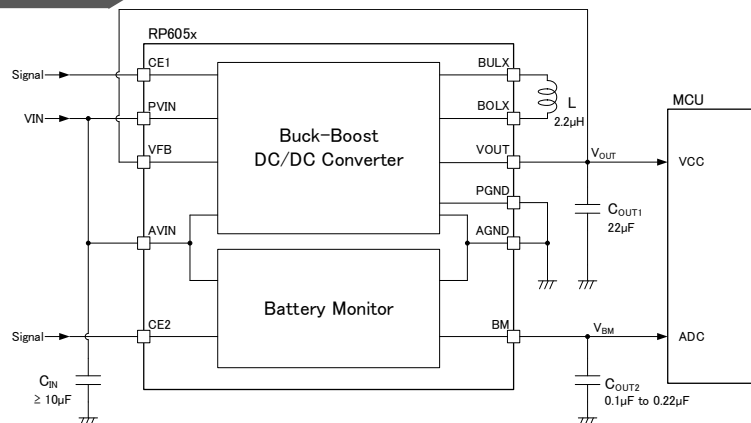 RP605x
Signal
CE1
BULX
VIN
PVIN
BOLX
L
2.2μH
MCU
Buck-Boost
DC/DC Converter
VFB
VOUT
VOUT
VCC
PGND
COUT1
22μF
AVIN
AGND
Battery Monitor
Signal
CE2
BM
VBM
ADC
CIN
≥ 10μF
COUT2
0.1μF to 0.22μF